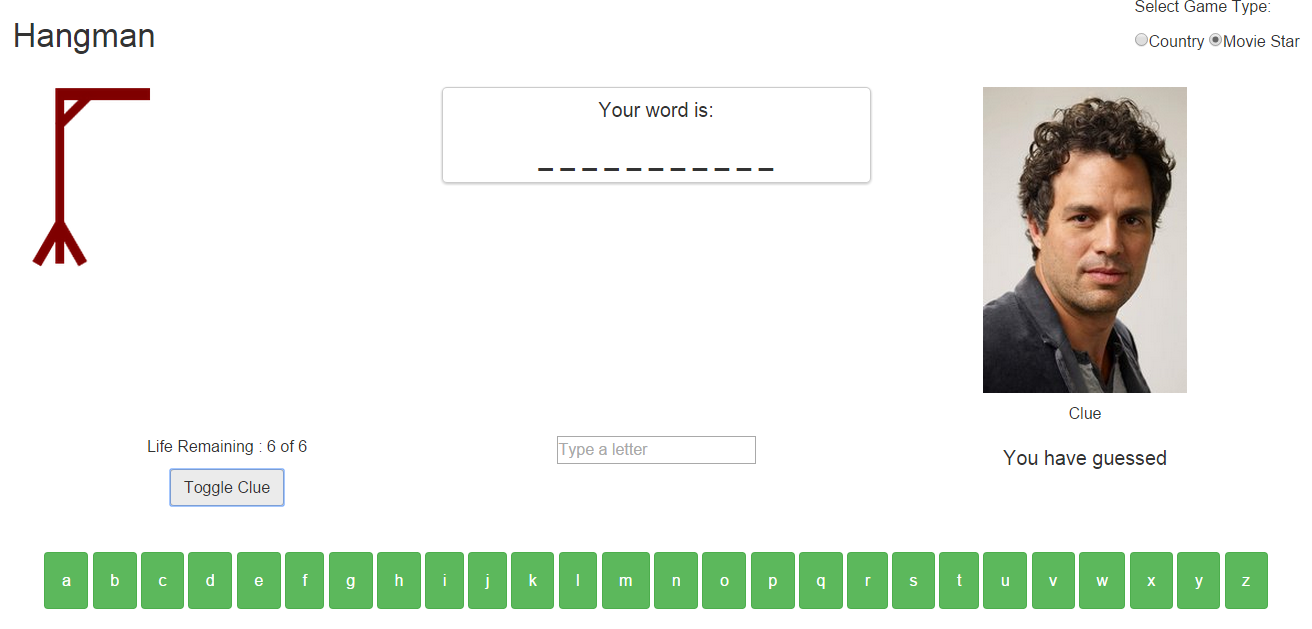 Select Game Type:
Hangman
Country Movie Star
Your word is:
_ _ _ _ _ _ _ _ _ _ _
Clue
Life Remaining : 6 of 6
Type a letter
You have guessed
Toggle Clue
a b c d e f g h i j k l m n o p q r s t u v w x y z